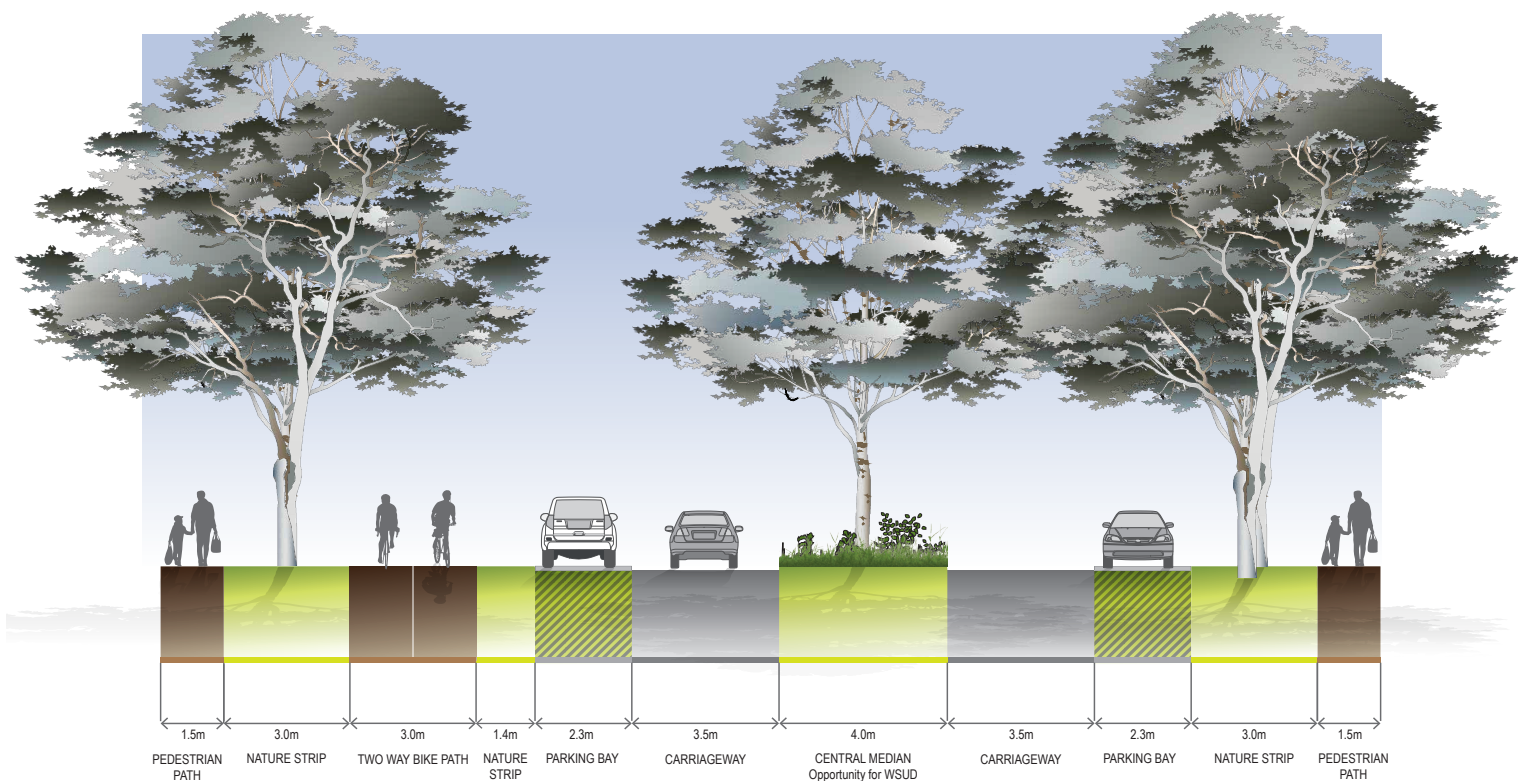 1.5m 3.0m 3.0m 1.4m 2.3m 3.5m 4.0m 3.5m 2.3m 3.0m 1.5m
PEDESTRIAN
PATH
NATURE STRIP
TWO WAY BIKE PATH
NATURE
STRIP
PARKING BAY
CARRIAGEWAY
CENTRAL MEDIAN
Opportunity for WSUD
CARRIAGEWAY
PARKING BAY
NATURE STRIP
PEDESTRIAN
PATH